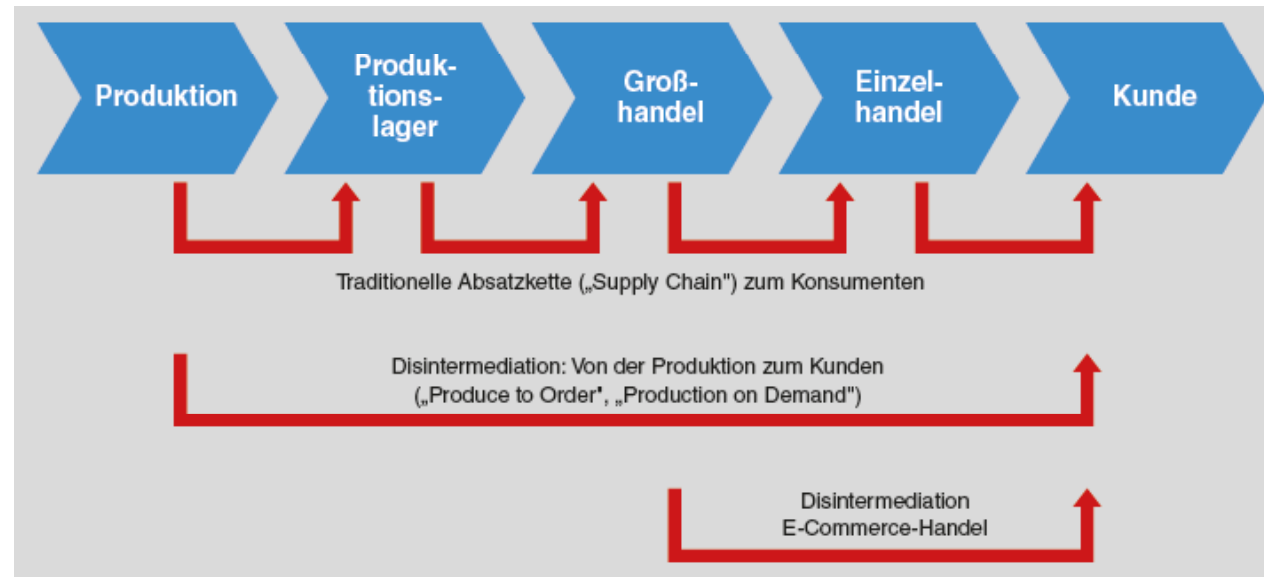 Produktion
Produk-
tions-
lager
Groß-
handel
Einzel-
handel
Kunde
Traditionelle Absatzkette („Supply Chain") zum Konsumenten
Disintermediation: Von der Produktion zum Kunden
(„Produce to Order", „Production on Demand")
Disintermediation
E-Commerce-Handel